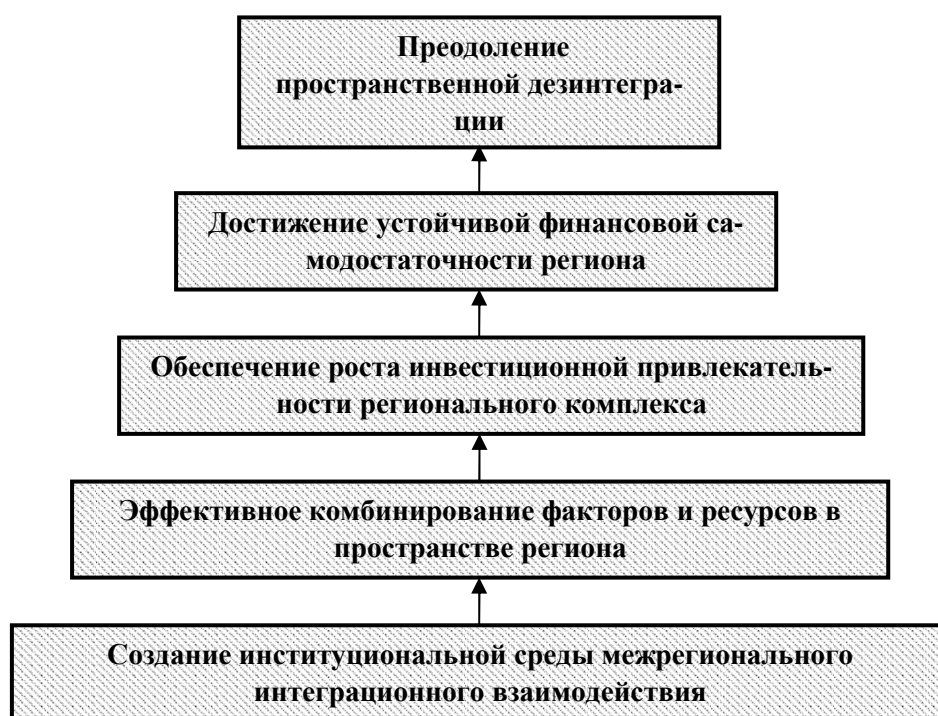 Преодоление
пространственной дезинтегра-
ции
Достижение устойчивой финансовой са-
модостаточности региона
Обеспечение роста инвестиционной привлекатель-
ности регионального комплекса
Эффективное комбинирование факторов и ресурсов в
пространстве региона
Создание институциональной среды межрегионального
интеграционного взаимодействия